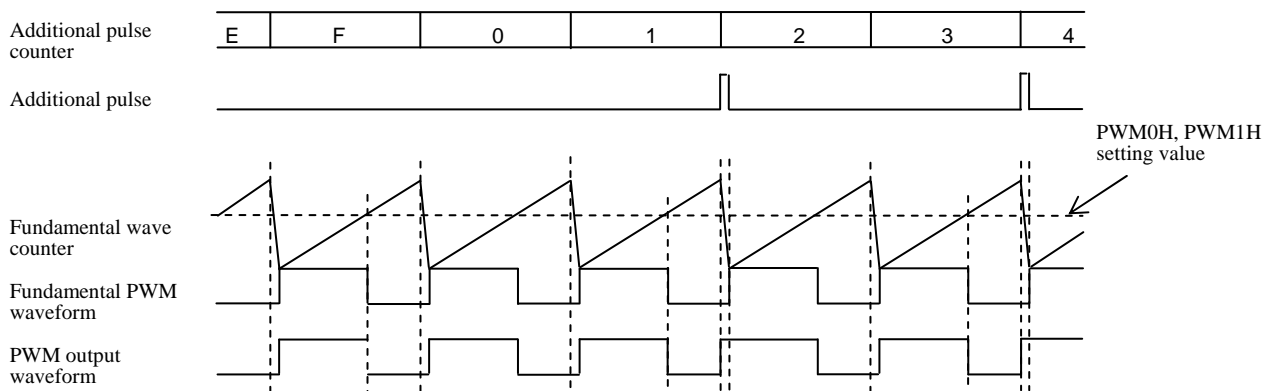 Additional pulse
counter
E F 0 1 2 3 4
Additional pulse
PWM0H, PWM1H
setting value
Fundamental wave
counter
Fundamental PWM
waveform
PWM output
waveform